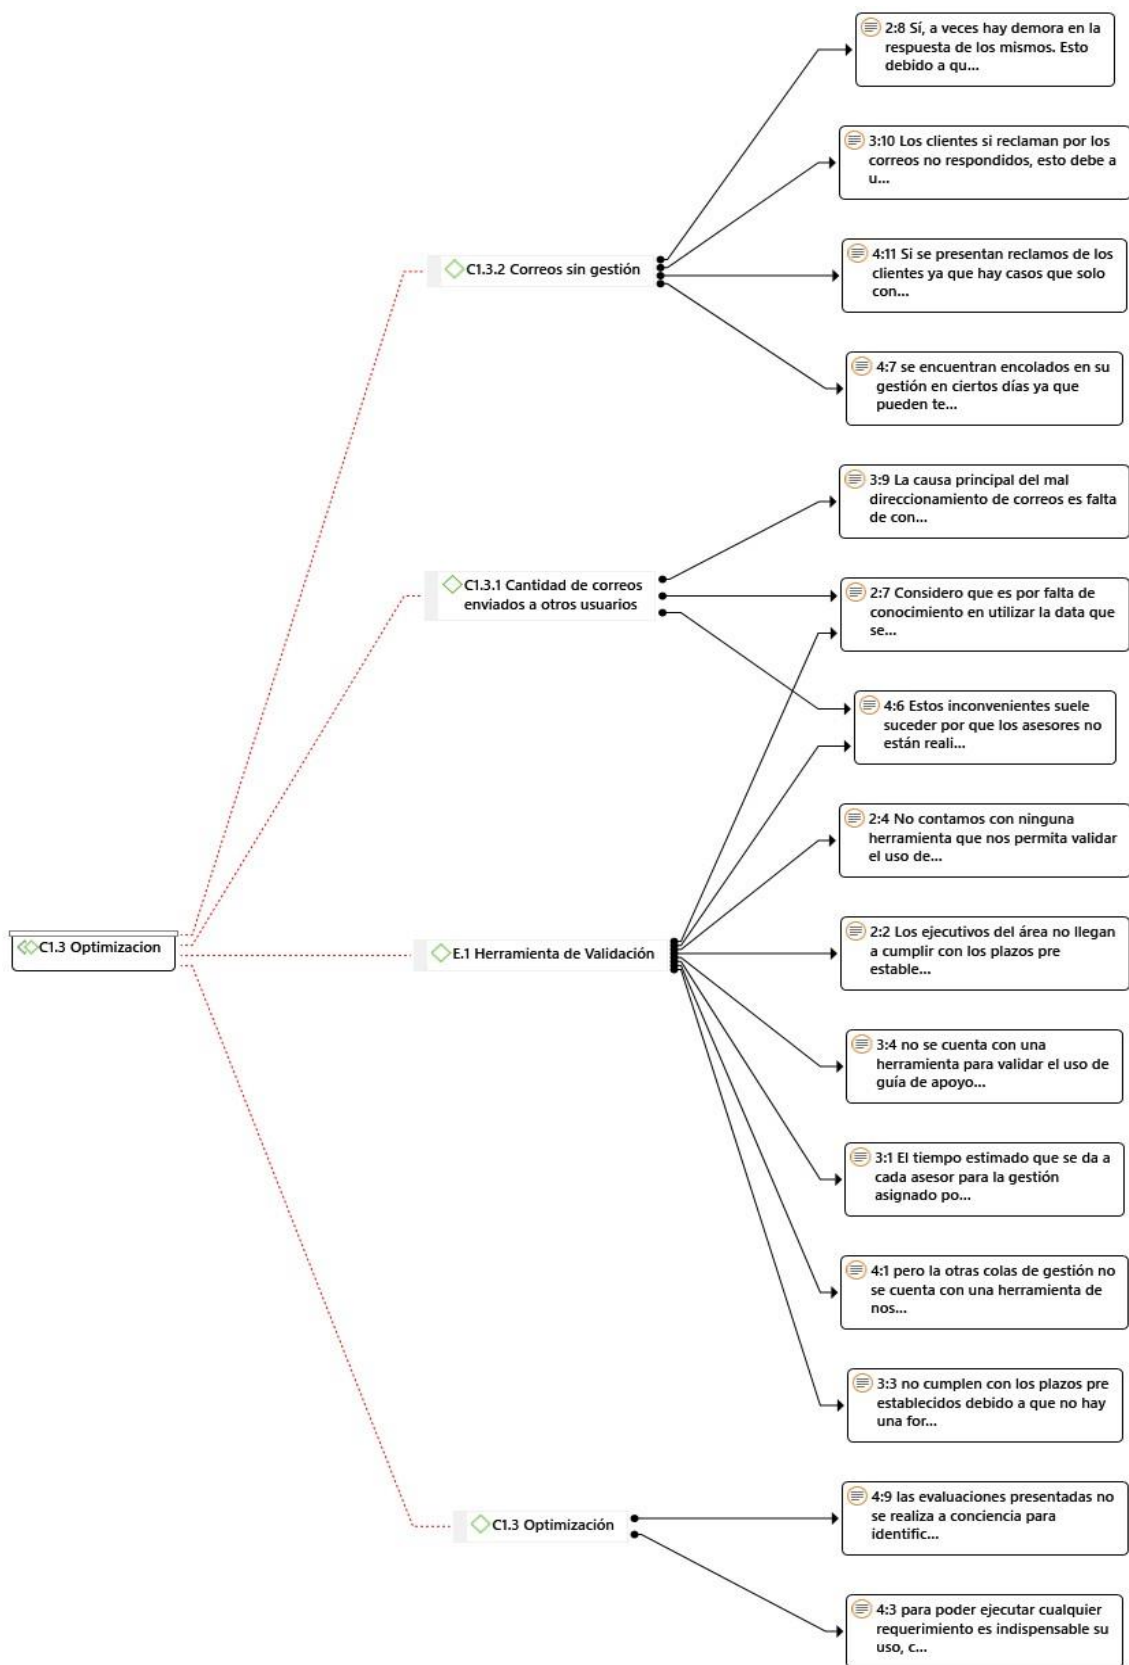 2:8 Sí, a veces hay demora en la
respuesta de los mismos. Esto
debido a qu...
3:10 Los clientes si reclaman por los
correos no respondidos, esto debe a
u...
C1.3.2 Correos sin gestión
4:11 Si se presentan reclamos de los
clientes ya que hay casos que solo
con...
4:7 se encuentran encolados en su
gestión en ciertos días ya que
pueden te...
3:9 La causa principal del mal
direccionamiento de correos es falta
de con...
C1.3.1 Cantidad de correos
enviados a otros usuarios
2:7 Considero que es por falta de
conocimiento en utilizar la data que
se...
4:6 Estos inconvenientes suele
suceder por que los asesores no
están reali...
2:4 No contamos con ninguna
herramienta que nos permita validar
el uso de...
C1.3 Optimizacion
E.1 Herramienta de Validación
2:2 Los ejecutivos del área no llegan
a cumplir con los plazos pre
estable...
3:4 no se cuenta con una
herramienta para validar el uso de
guía de apoyo...
3:1 El tiempo estimado que se da a
cada asesor para la gestión
asignado po...
4:1 pero la otras colas de gestión no
se cuenta con una herramienta de
nos...
3:3 no cumplen con los plazos pre
establecidos debido a que no hay
una for...
C1.3 Optimización
4:9 las evaluaciones presentadas no
se realiza a conciencia para
identific...
4:3 para poder ejecutar cualquier
requerimiento es indispensable su
uso, c...